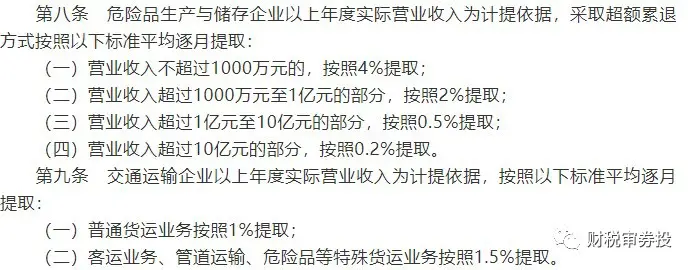 第八条　危险品生产与储存企业以上年度实际营业收入为计提依据，采取超额累退
方式按照以下标准平均逐月提取：
（一）营业收入不超过1000万元的，按照4%提取；
（二）营业收入超过1000万元至1亿元的部分，按照2%提取；
（三）营业收入超过1亿元至10亿元的部分，按照0.5%提取；
（四）营业收入超过10亿元的部分，按照0.2%提取。
第九条　交通运输企业以上年度实际营业收入为计提依据，按照以下标准平均逐月
提取：
（一）普通货运业务按照1%提取；
（二）客运业务、管道运输、危险品等特殊货运业务按照1.5%提取。
财税审券投